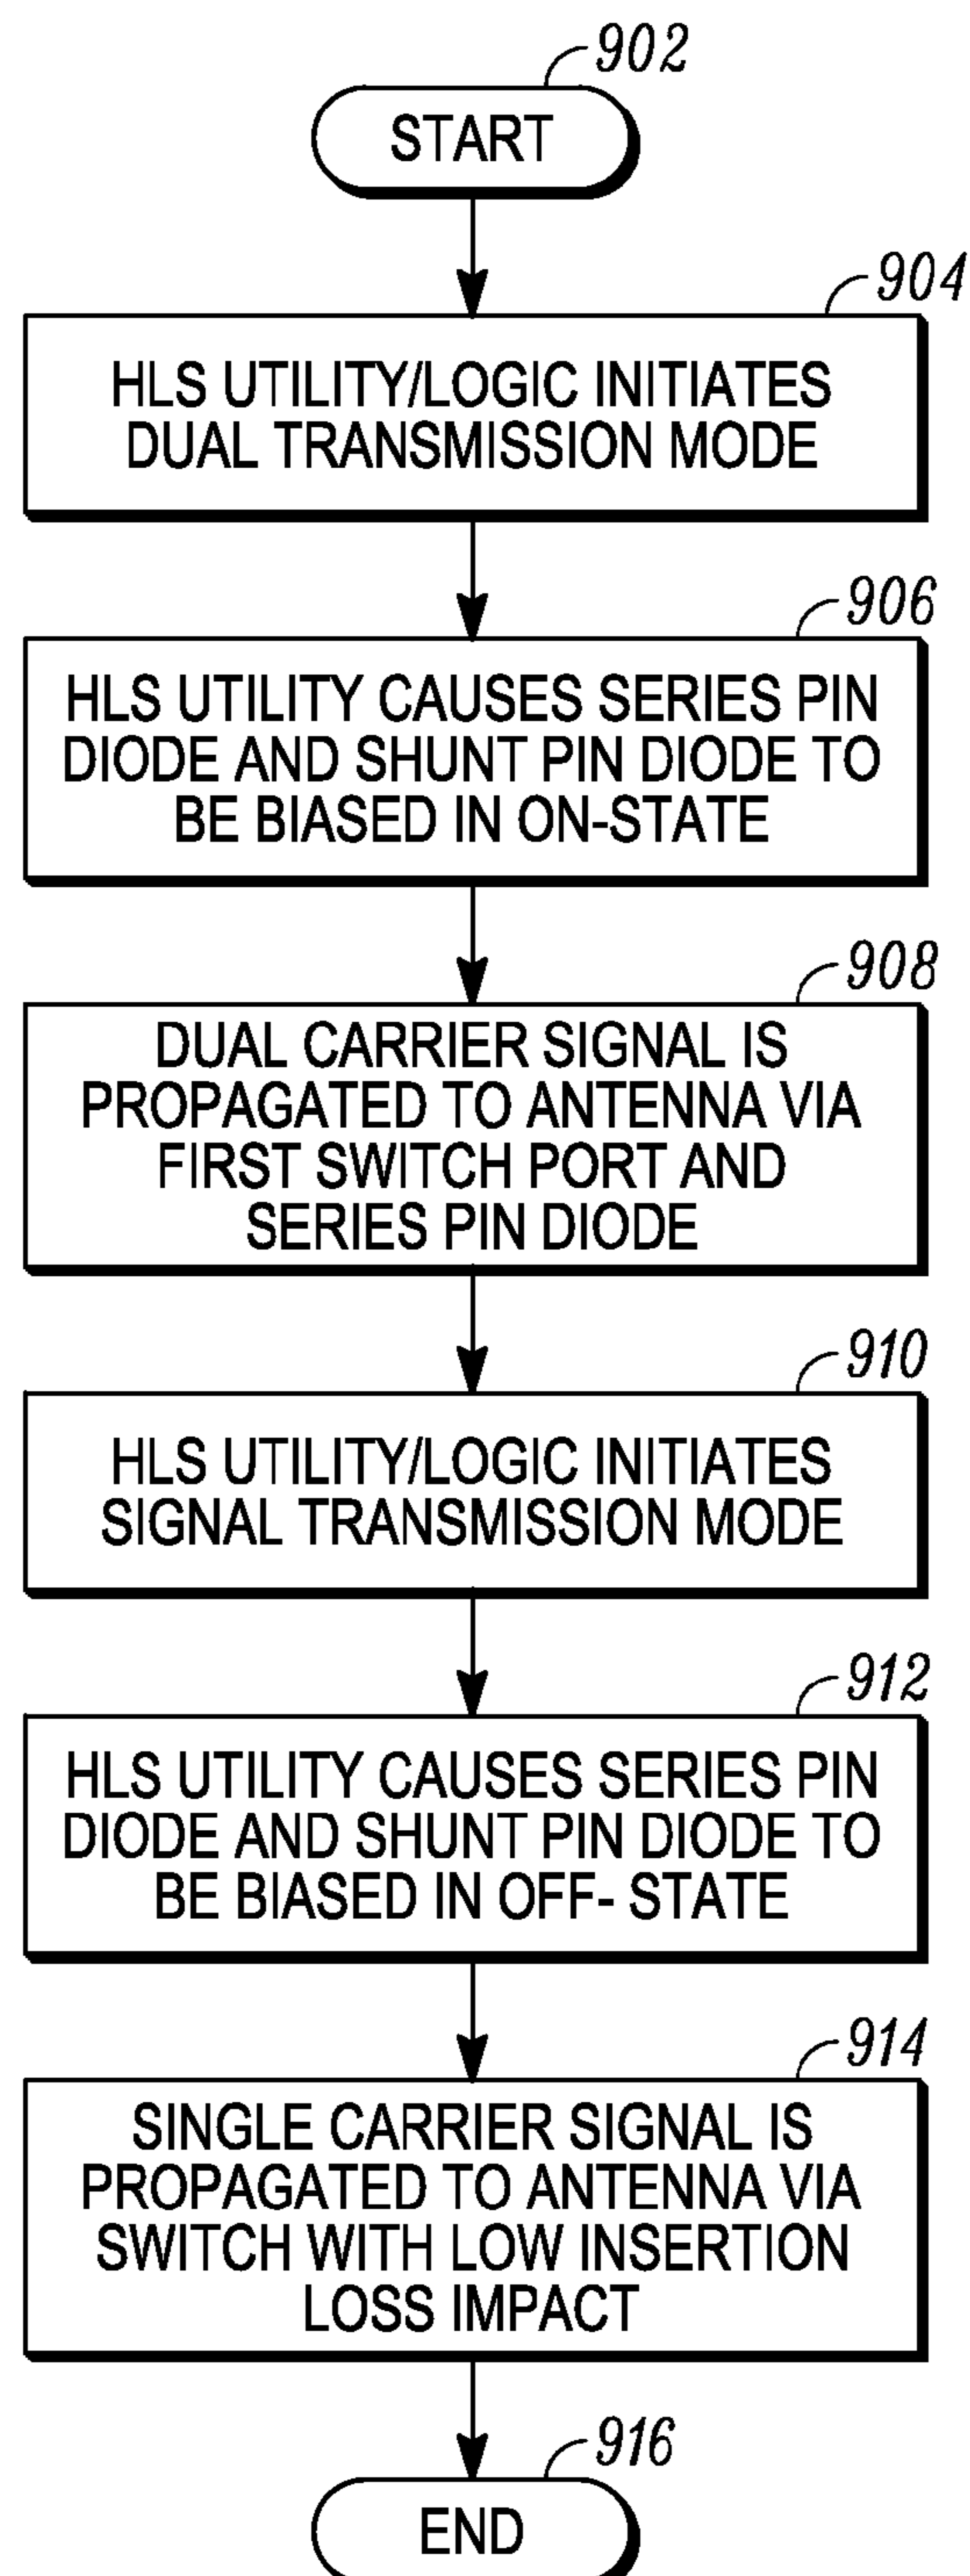 902
START
904
HLS UTILITY/LOGIC INITIATES
DUAL TRANSMISSION MODE
906
HLS UTILITY CAUSES SERIES PIN
DIODE AND SHUNT PIN DIODE TO
BE BIASED IN ON-STATE
908
DUAL CARRIER SIGNAL IS
PROPAGATED TO ANTENNA VIA
FIRST SWITCH PORT AND
SERIES PIN DIODE
910
HLS UTILITY/LOGIC INITIATES
SIGNAL TRANSMISSION MODE
912
HLS UTILITY CAUSES SERIES PIN
DIODE AND SHUNT PIN DIODE TO
BE BIASED IN OFF- STATE
914
SINGLE CARRIER SIGNAL IS
PROPAGATED TO ANTENNA VIA
SWITCH WITH LOW INSERTION
LOSS IMPACT
916
END